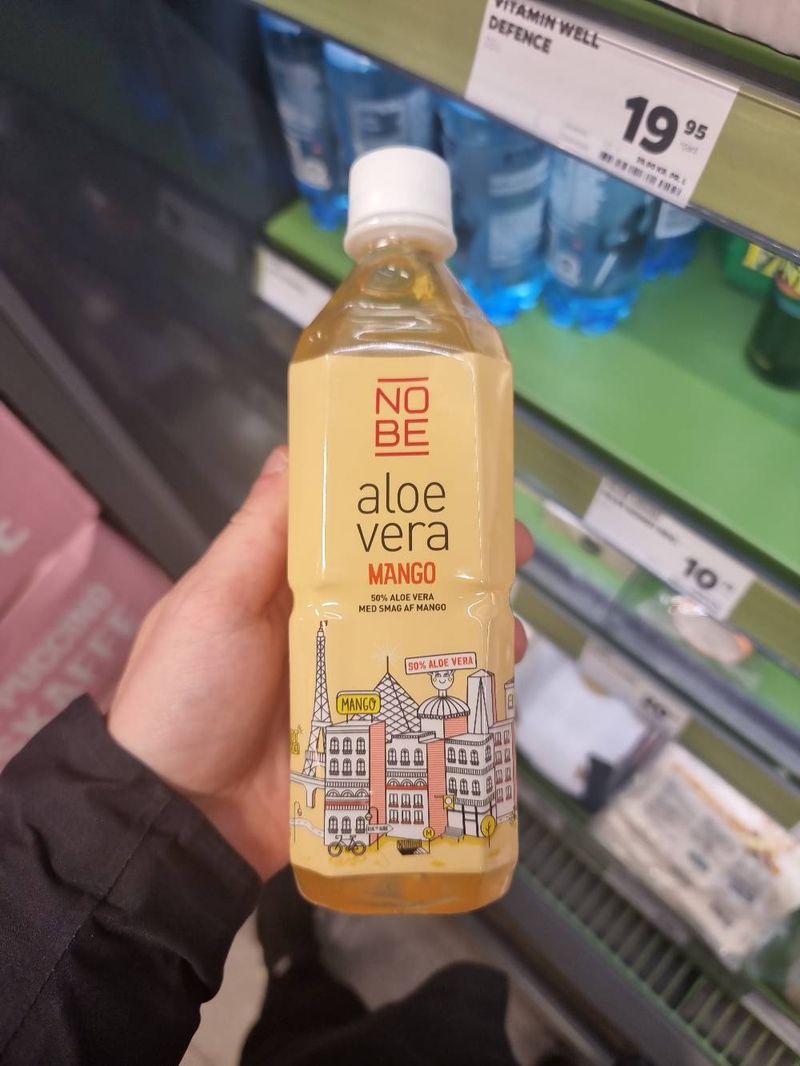 VITAMIN WELL
DEFENCE
19 95
NO
BE
aloe
vera
MANGO
50% ALOE VERA
MED SMAG AF MANGO
50% ALOE VERA
MANGO
M
10
KAFFE